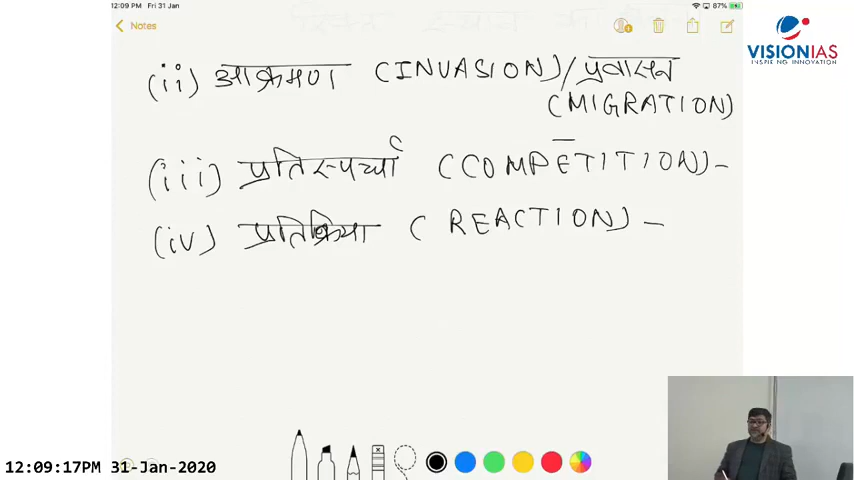 12:09 PM Fri 31 Jan
87%
Notes
VISIONIAS
INSPIRING INNOVATION
(ii) आक्रमण (INVASION)/प्रवासन
(MIGRATION)
(iii) प्रतिस्पर्धा (COMPETITION)-
(iv) प्रतिक्रिया (REACTION) -
12:09:17PM 31-Jan-2020